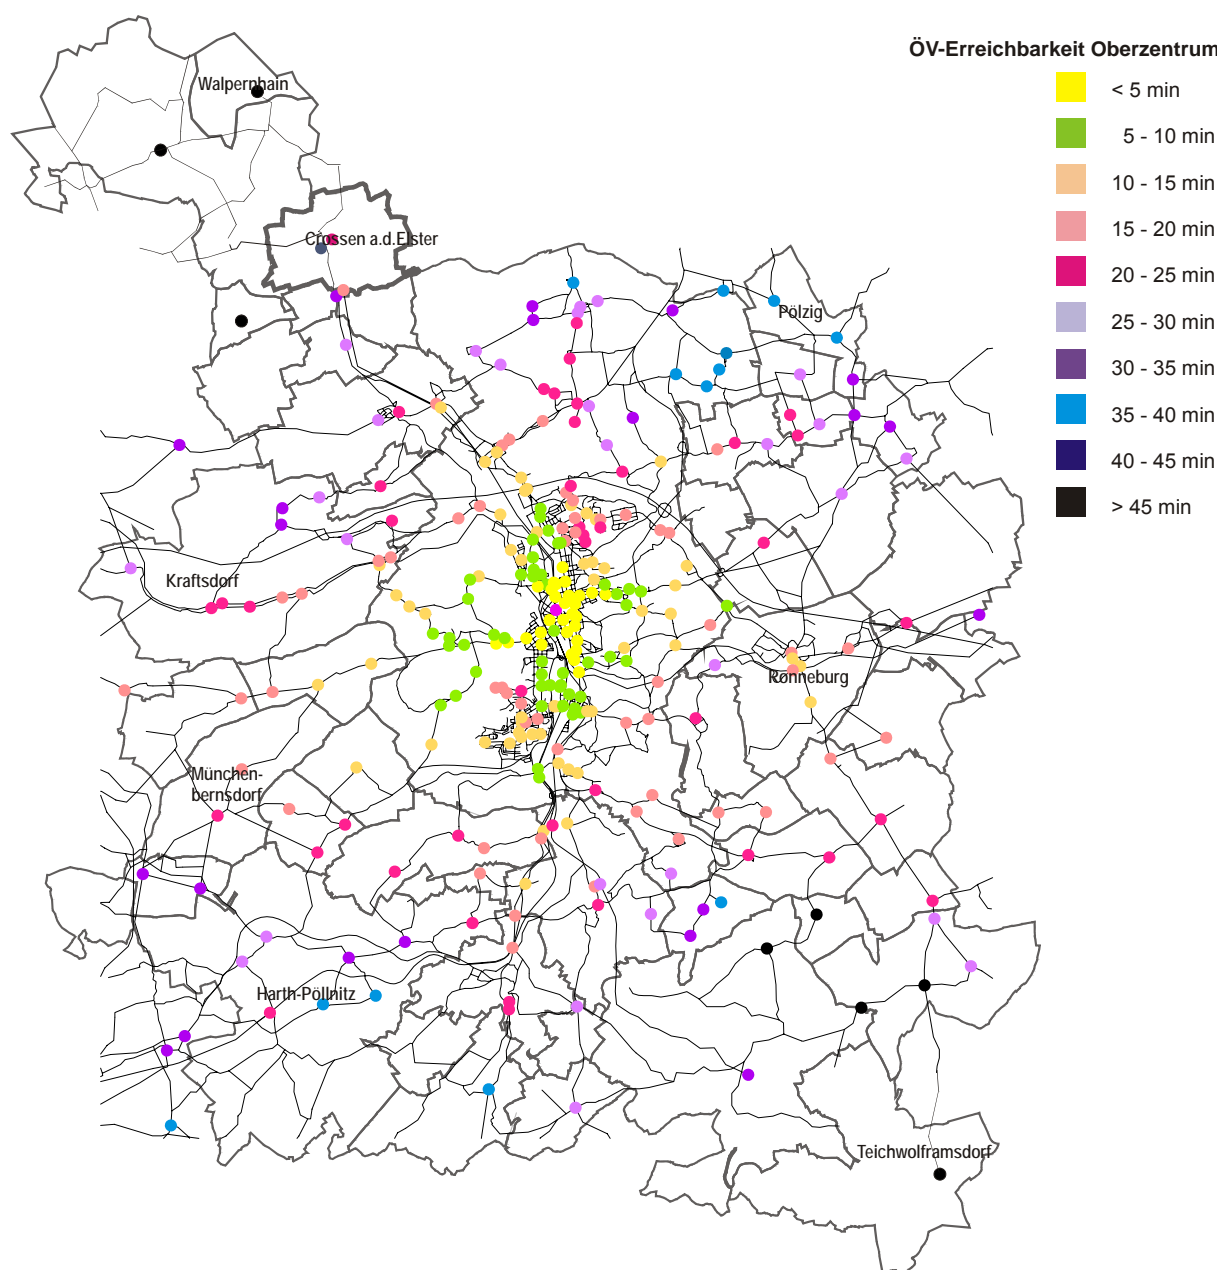 ÖV-Erreichbarkeit Oberzentrum
< 5 min
5 - 10 min
10 - 15 min
15 - 20 min
20 - 25 min
25 - 30 min
30 - 35 min
35 - 40 min
40 - 45 min
> 45 min
Walpernhain
Crossen a.d.Elster
Pölzig
Kraftsdorf
Ronneburg
München-
bernsdorf
Harth-Pöllnitz
Teichwolframsdorf